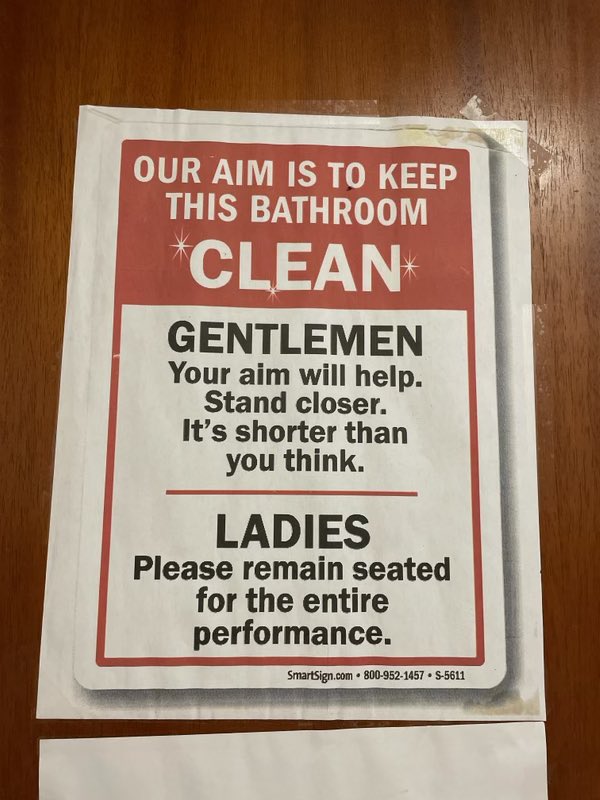 OUR AIM IS TO KEEP
THIS BATHROOM
CLEAN
GENTLEMEN
Your aim will help.
Stand closer.
It's shorter than
you think.
LADIES
Please remain seated
for the entire
performance.
SmartSign.com • 800-952-1457 • S-5611